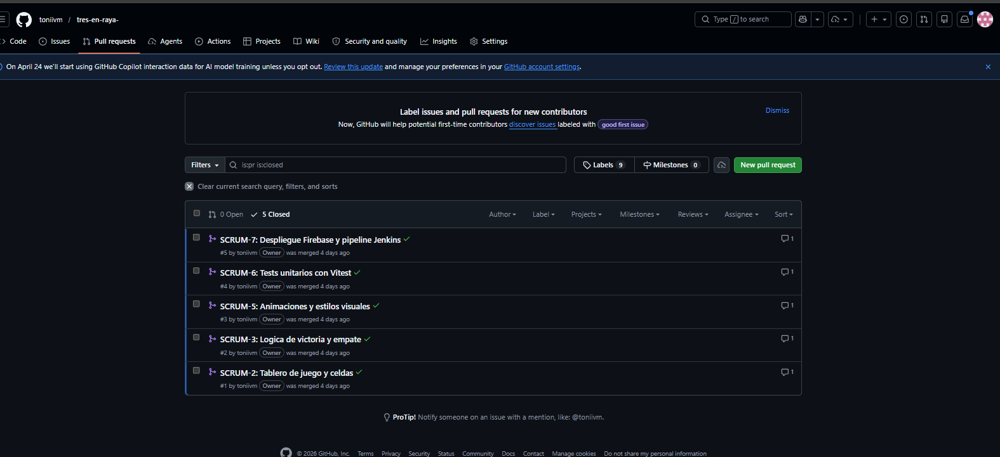 toniivm / tres-en-raya- Type / to search
Code Issues Pull requests Agents Actions Projects Wiki Security and quality Insights Settings
On April 24 we'll start using GitHub Copilot interaction data for AI model training unless you opt out. Review this update and manage your preferences in your GitHub account settings.
Label issues and pull requests for new contributors Dismiss
Now, GitHub will help potential first-time contributors discover issues labeled with good first issue
Filters is:pr is:closed Labels 9 Milestones 0 New pull request
Clear current search query, filters, and sorts
0 Open 5 Closed Author Label Projects Milestones Reviews Assignee Sort
SCRUM-7: Despliegue Firebase y pipeline Jenkins 1
#5 by toniivm Owner was merged 4 days ago
SCRUM-6: Tests unitarios con Vitest 1
#4 by toniivm Owner was merged 4 days ago
SCRUM-5: Animaciones y estilos visuales 1
#3 by toniivm Owner was merged 4 days ago
SCRUM-3: Logica de victoria y empate 1
#2 by toniivm Owner was merged 4 days ago
SCRUM-2: Tablero de juego y celdas 1
#1 by toniivm Owner was merged 4 days ago
ProTip! Notify someone on an issue with a mention, like: @toniivm.
© 2026 GitHub, Inc. Terms Privacy Security Status Community Docs Contact Manage cookies Do not share my personal information